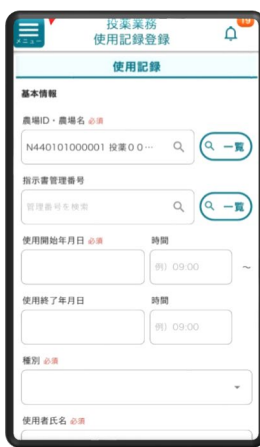 メニュー
投薬業務
使用記録登録
19
使用記録
基本情報
農場ID・農場名 必須
N440101000001 投薬００…
一覧
指示書管理番号
管理番号を検索
一覧
使用開始年月日 必須 時間
例）09:00 ～
使用終了年月日 時間
例）09:00
種別 必須
使用者氏名 必須